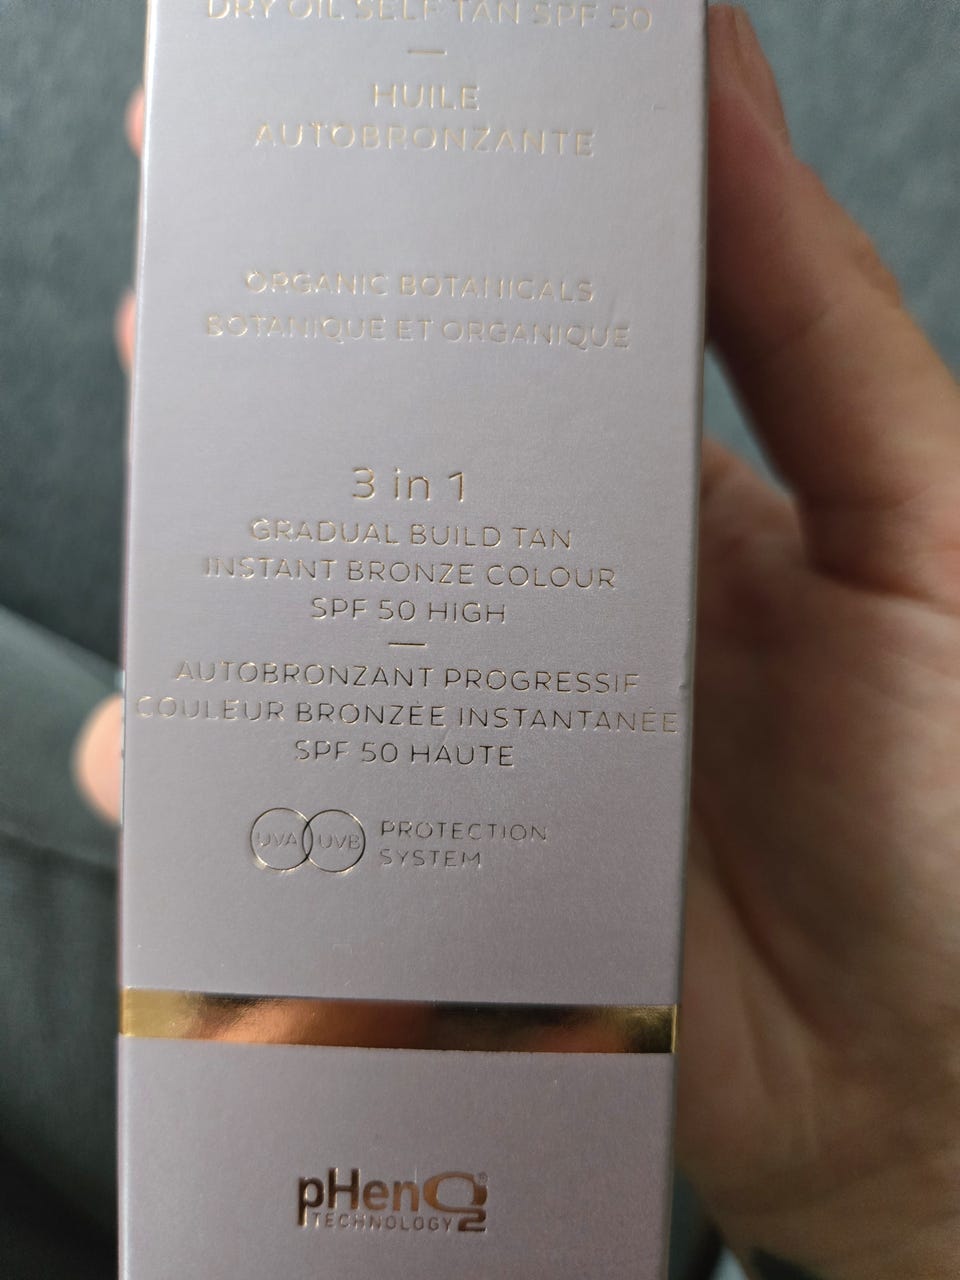 DRY OIL SELF TAN SPF 50
HUILE
AUTOBRONZANTE
ORGANIC BOTANICALS
BOTANIQUE ET ORGANIQUE
3 in 1
GRADUAL BUILD TAN
INSTANT BRONZE COLOUR
SPF 50 HIGH
AUTOBRONZANT PROGRESSIF
COULEUR BRONZÉE INSTANTANÉE
SPF 50 HAUTE
UVA UVB PROTECTION
SYSTEM
pHenO2®
TECHNOLOGY